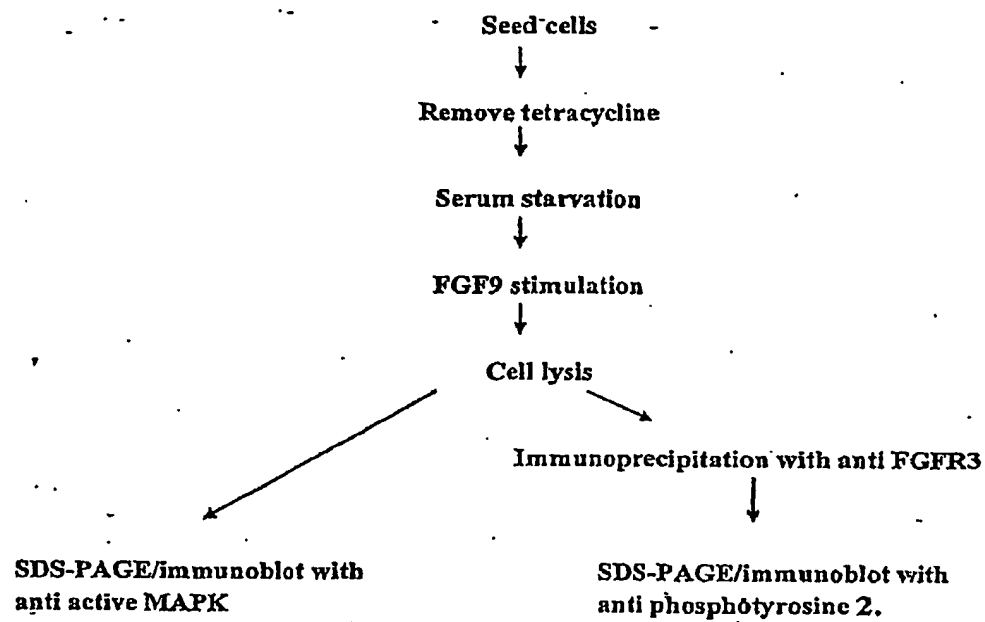 Seed cells
Remove tetracycline
Serum starvation
FGF9 stimulation
Cell lysis
Immunoprecipitation with anti FGFR3
SDS-PAGE/immunoblot with
anti active MAPK
SDS-PAGE/immunoblot with
anti phosphotyrosine 2.